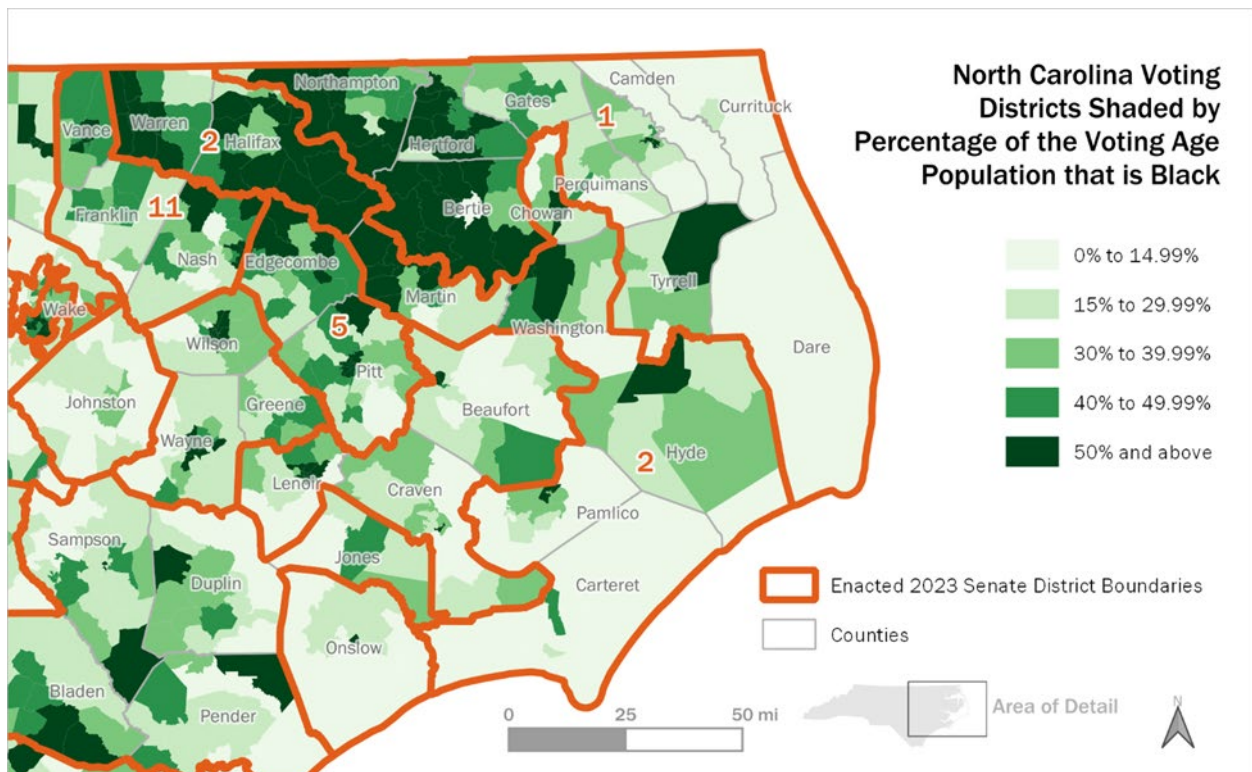 North Carolina Voting
Districts Shaded by
Percentage of the Voting Age
Population that is Black
0% to 14.99%
15% to 29.99%
30% to 39.99%
40% to 49.99%
50% and above
Enacted 2023 Senate District Boundaries
Counties
Area of Detail
N
0 25 50 mi
Camden
Northampton
Currituck
Gates
1
Vance
Warren
2
Halifax
Hertford
Perquimans
Franklin
11
Bertie
Chowan
Nash
Edgecombe
Tyrrell
Martin
Wake
Washington
5
Wilson
Dare
Pitt
Johnston
Greene
Beaufort
Wayne
2
Hyde
Lenoir
Craven
Pamlico
Sampson
Jones
Duplin
Carteret
Onslow
Bladen
Pender